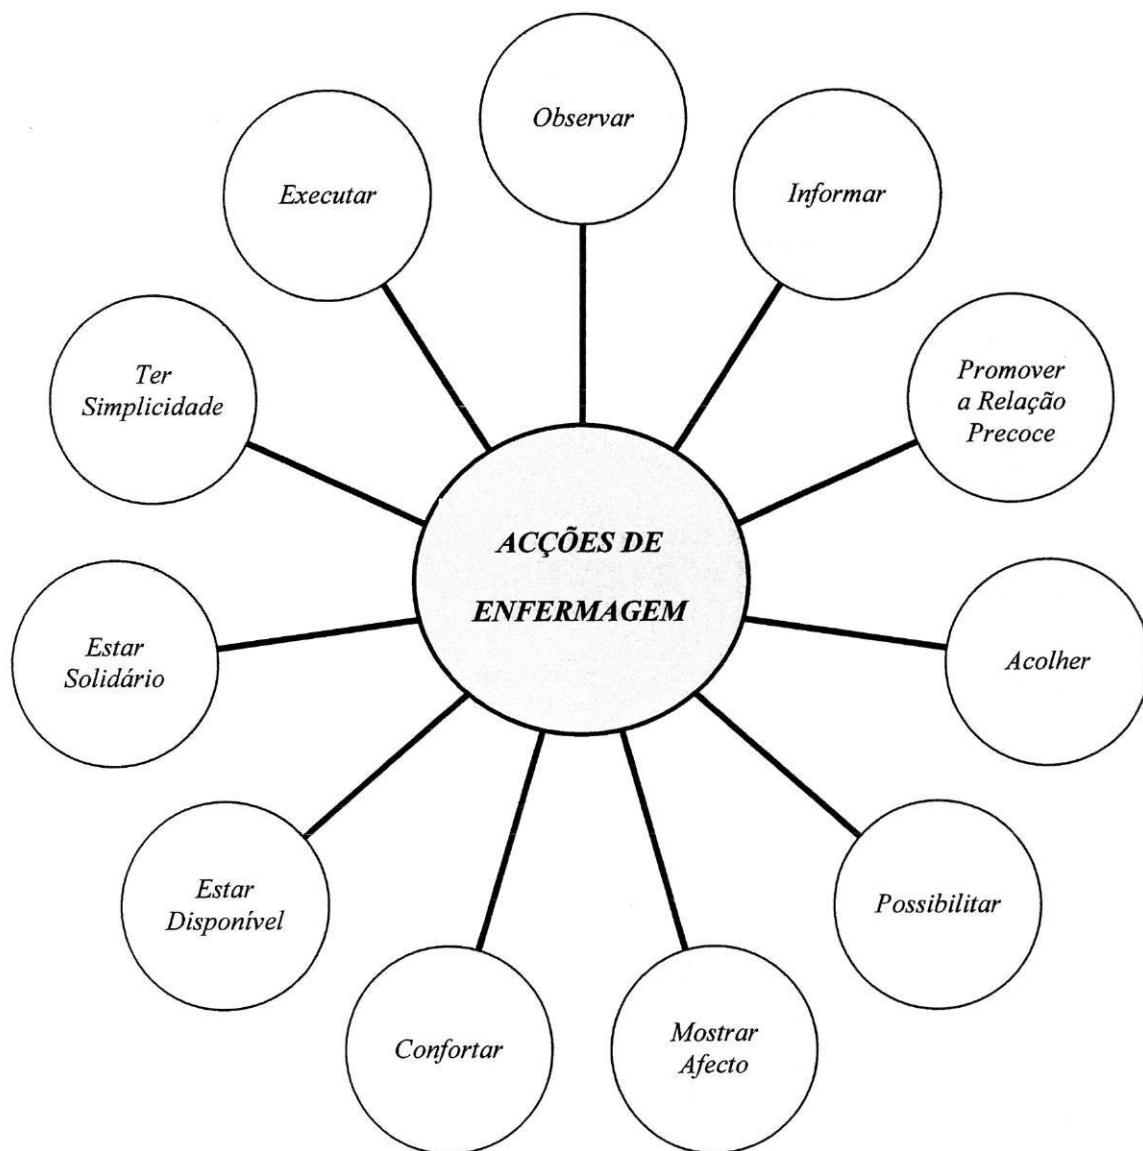 Observar
Executar
Informar
Ter
Simplicidade
Promover
a Relação
Precoce
ACÇÕES DE
ENFERMAGEM
Estar
Solidário
Acolher
Estar
Disponível
Possibilitar
Confortar
Mostrar
Afecto